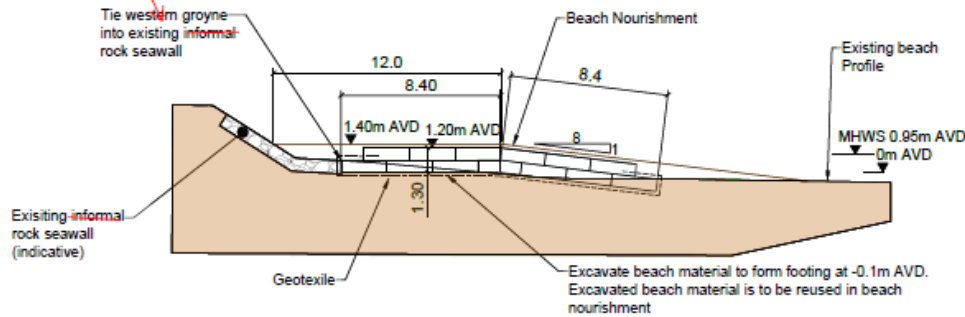 Tie western groyne
into existing informal
rock seawall
Beach Nourishment
Existing beach
Profile
12.0
8.4
8.40
1.40m AVD
1.20m AVD
8
1
MHWS 0.95m AVD
0m AVD
1.30
Exisiting informal
rock seawall
(indicative)
Geotexile
Excavate beach material to form footing at -0.1m AVD.
Excavated beach material is to be reused in beach
nourishment